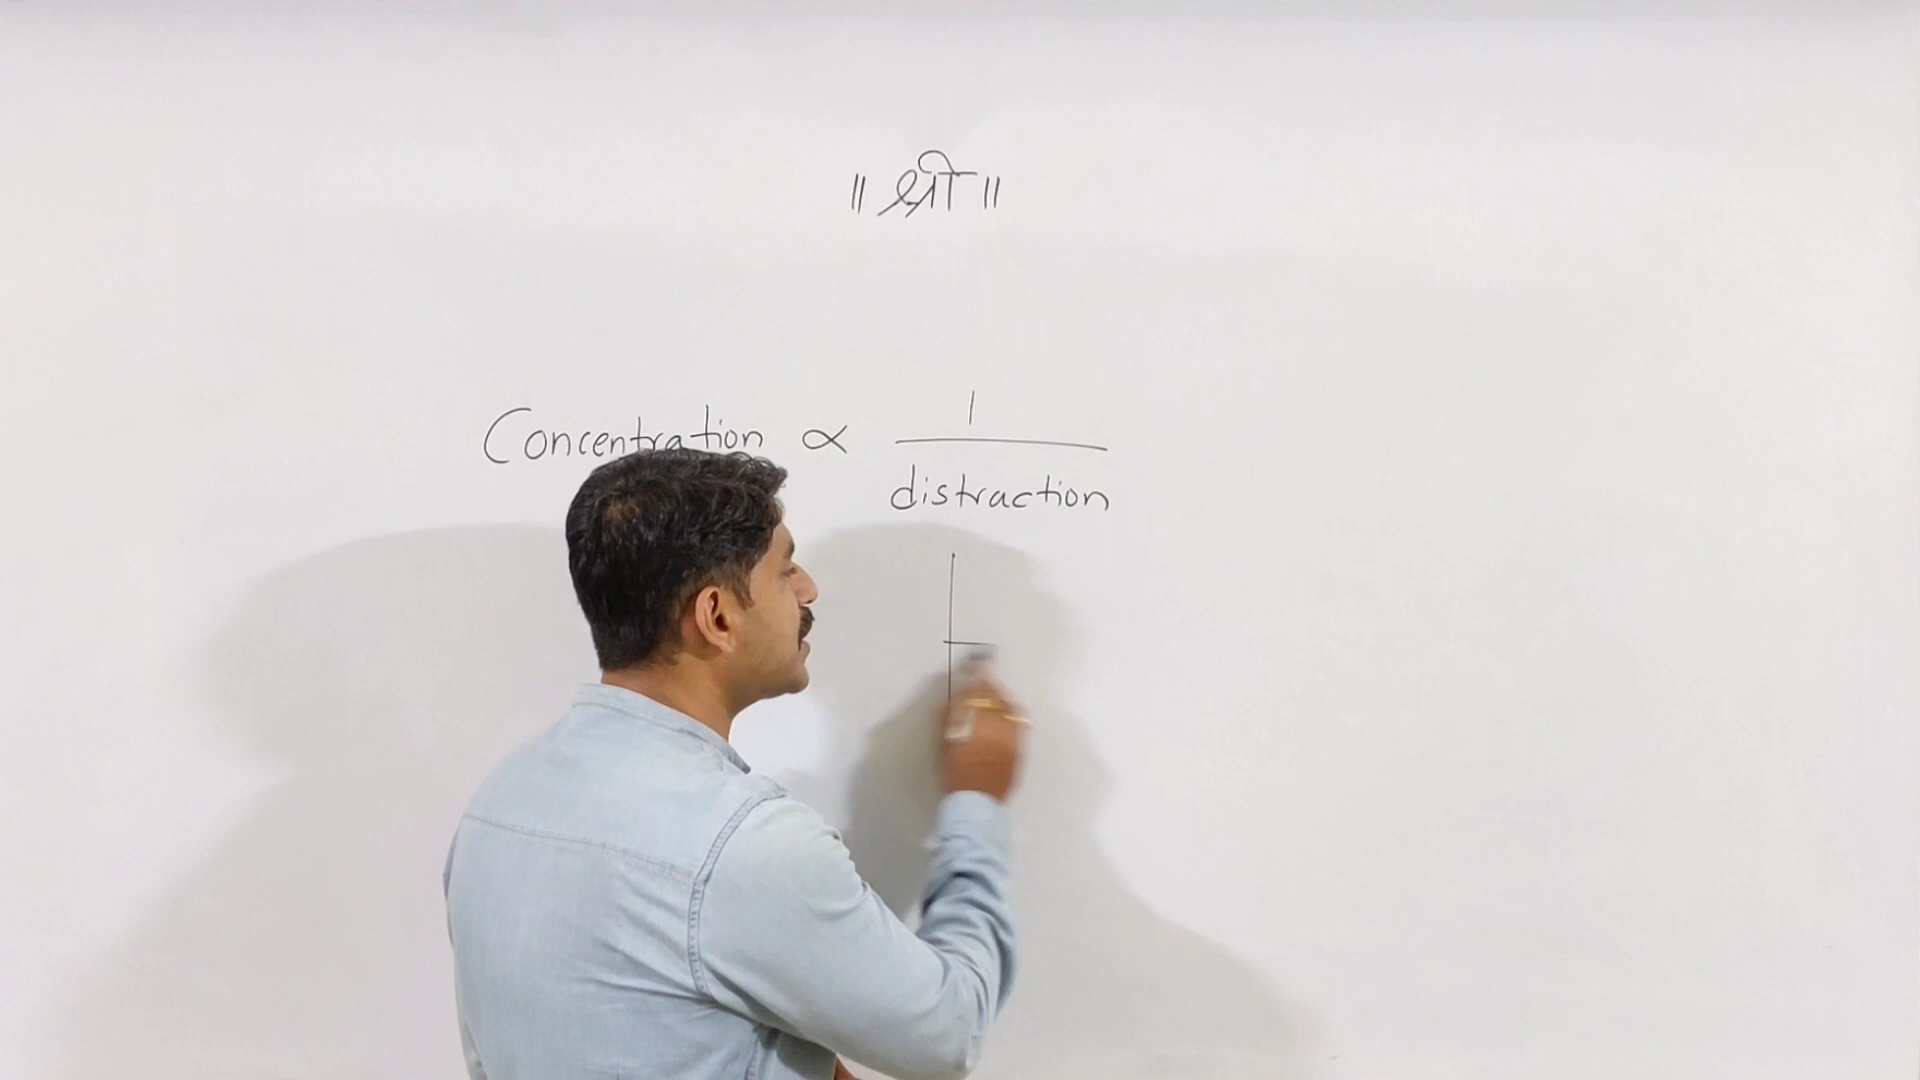 ॥ श्री ॥
Concentration ∝ 1
distraction